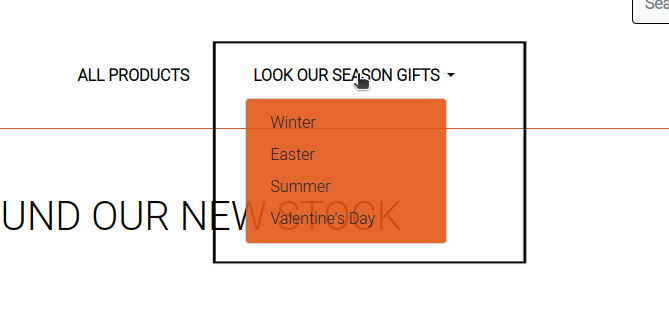 Sea
ALL PRODUCTS
LOOK OUR SEASON GIFTS
Winter
Easter
Summer
Valentine's Day
UND OUR NEW STOCK